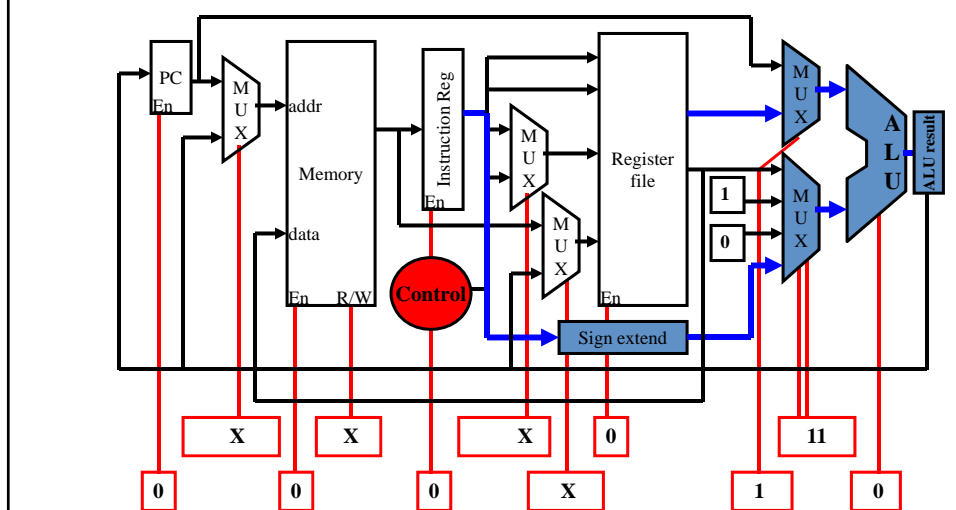 PC
En
M
U
X
addr
Memory
data
En
R/W
Instruction Reg
En
Control
M
U
X
M
U
X
Register
file
En
Sign extend
1
0
M
U
X
M
U
X
A
L
U
ALU result
X
X
X
0
11
0
0
0
X
1
0